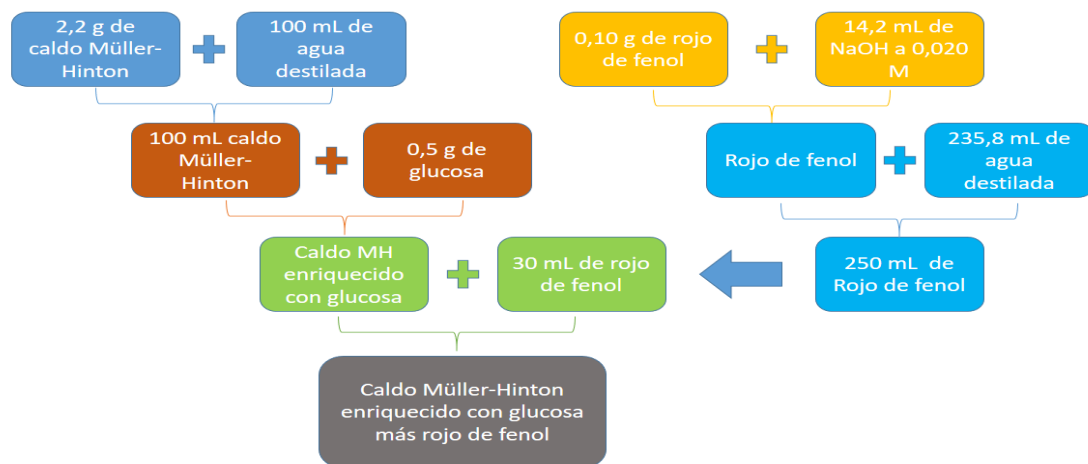 2,2 g de
caldo Müller-
Hinton
100 mL de
agua
destilada
0,10 g de rojo
de fenol
14,2 mL de
NaOH a 0,020
M
100 mL caldo
Müller-
Hinton
0,5 g de
glucosa
Rojo de fenol
235,8 mL de
agua
destilada
Caldo MH
enriquecido
con glucosa
30 mL de rojo
de fenol
250 mL de
Rojo de fenol
Caldo Müller-Hinton
enriquecido con glucosa
más rojo de fenol